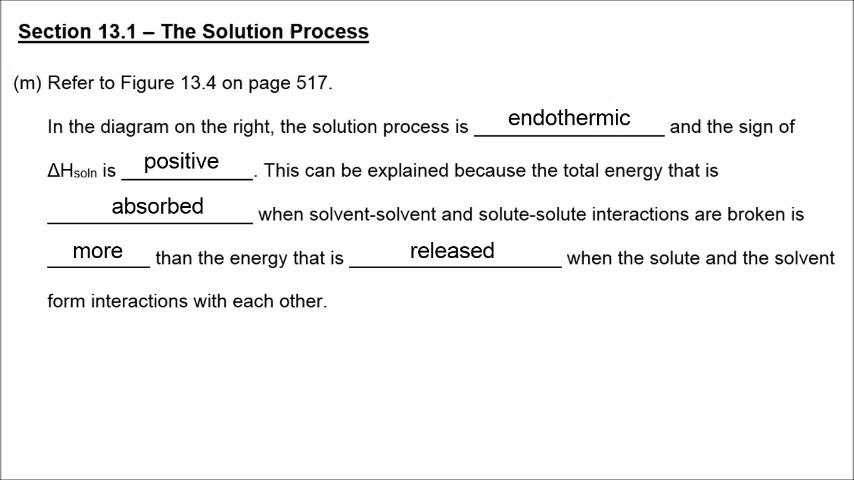 Section 13.1 – The Solution Process
(m) Refer to Figure 13.4 on page 517.
In the diagram on the right, the solution process is endothermic and the sign of
ΔHsoln is positive. This can be explained because the total energy that is
absorbed when solvent-solvent and solute-solute interactions are broken is
more than the energy that is released when the solute and the solvent
form interactions with each other.